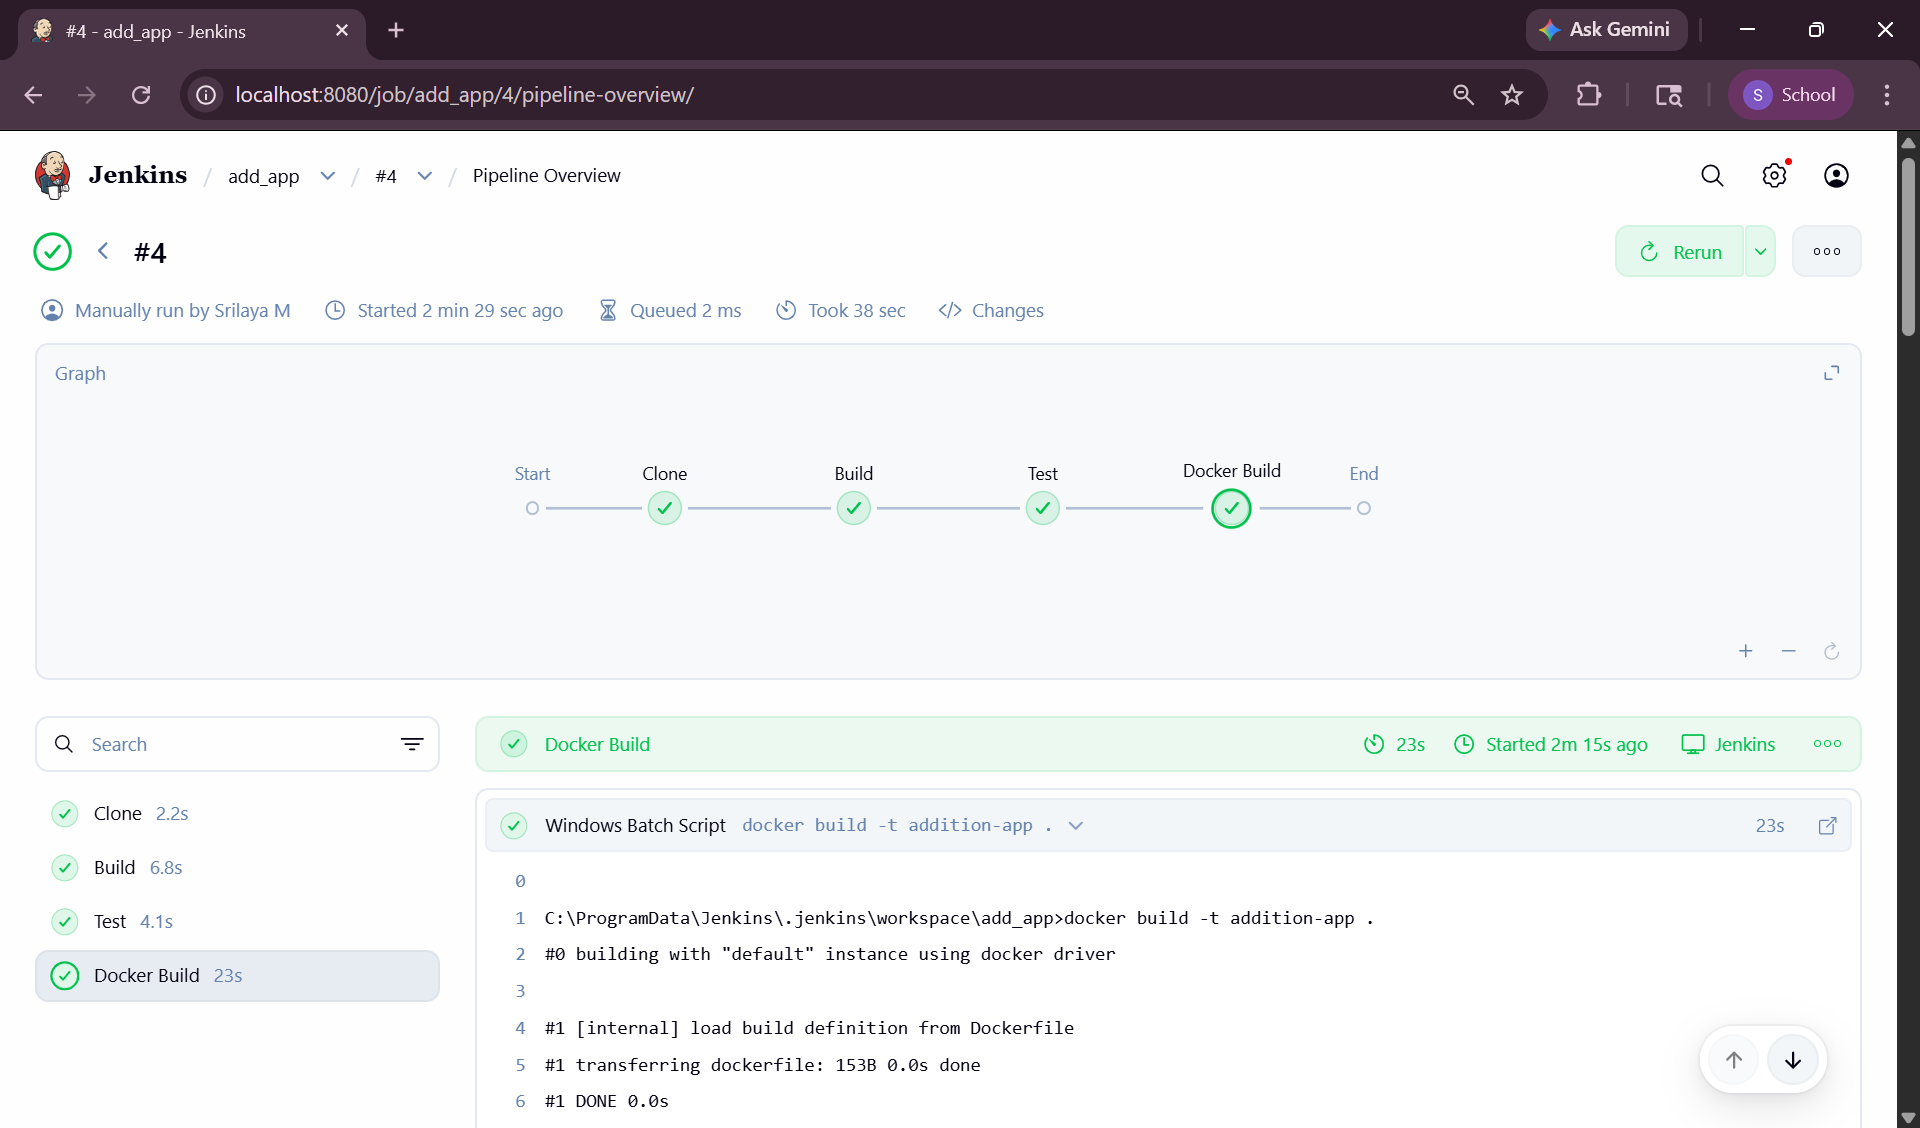 #4 - add_app - Jenkins
Ask Gemini
localhost:8080/job/add_app/4/pipeline-overview/
S School
Jenkins / add_app / #4 / Pipeline Overview
#4
Rerun
Manually run by Srilaya M Started 2 min 29 sec ago Queued 2 ms Took 38 sec Changes
Graph
Start Clone Build Test Docker Build End
Search
Docker Build 23s Started 2m 15s ago Jenkins
Clone 2.2s
Build 6.8s
Test 4.1s
Docker Build 23s
Windows Batch Script docker build -t addition-app . 23s
0
1 C:\ProgramData\Jenkins\.jenkins\workspace\add_app>docker build -t addition-app .
2 #0 building with "default" instance using docker driver
3
4 #1 [internal] load build definition from Dockerfile
5 #1 transferring dockerfile: 153B 0.0s done
6 #1 DONE 0.0s